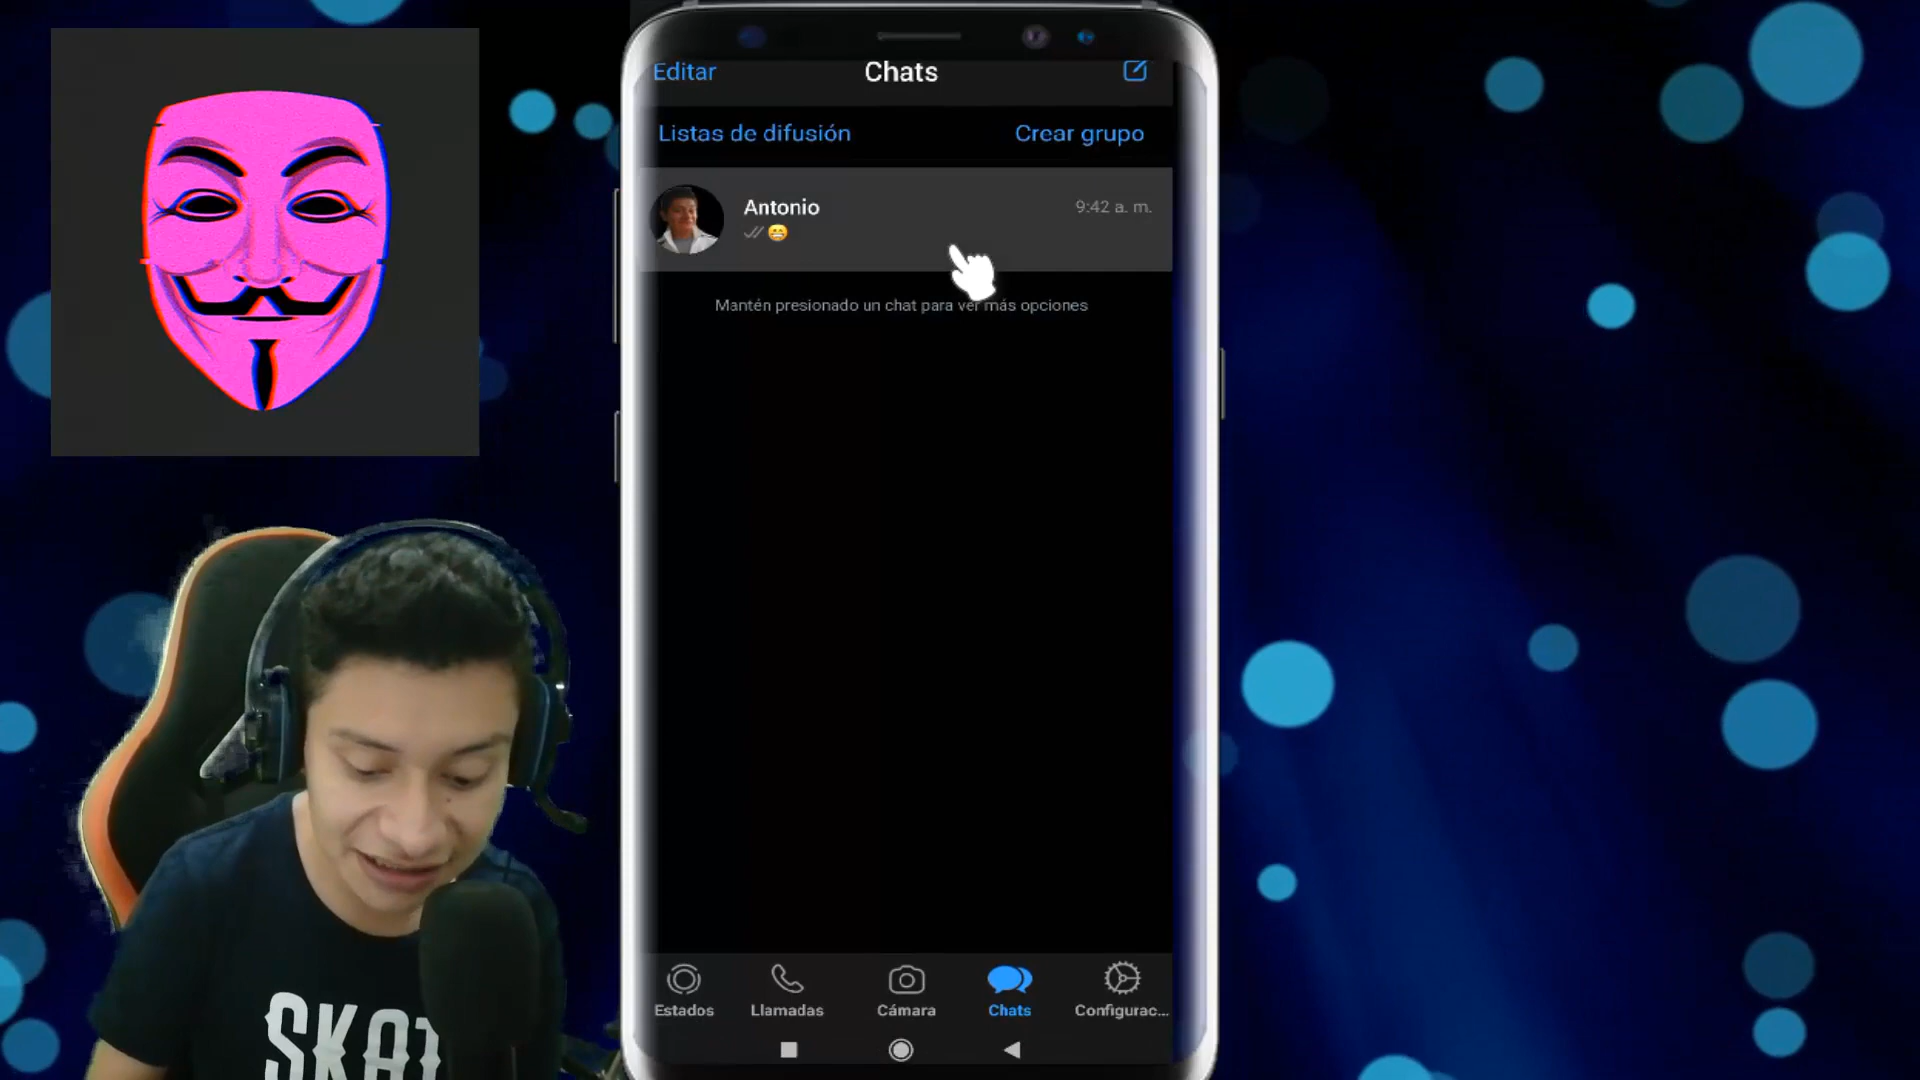 Editar
Chats
Listas de difusión
Crear grupo
Antonio
9:42 a. m.
Mantén presionado un chat para ver más opciones
Estados
Llamadas
Cámara
Chats
Configurac...